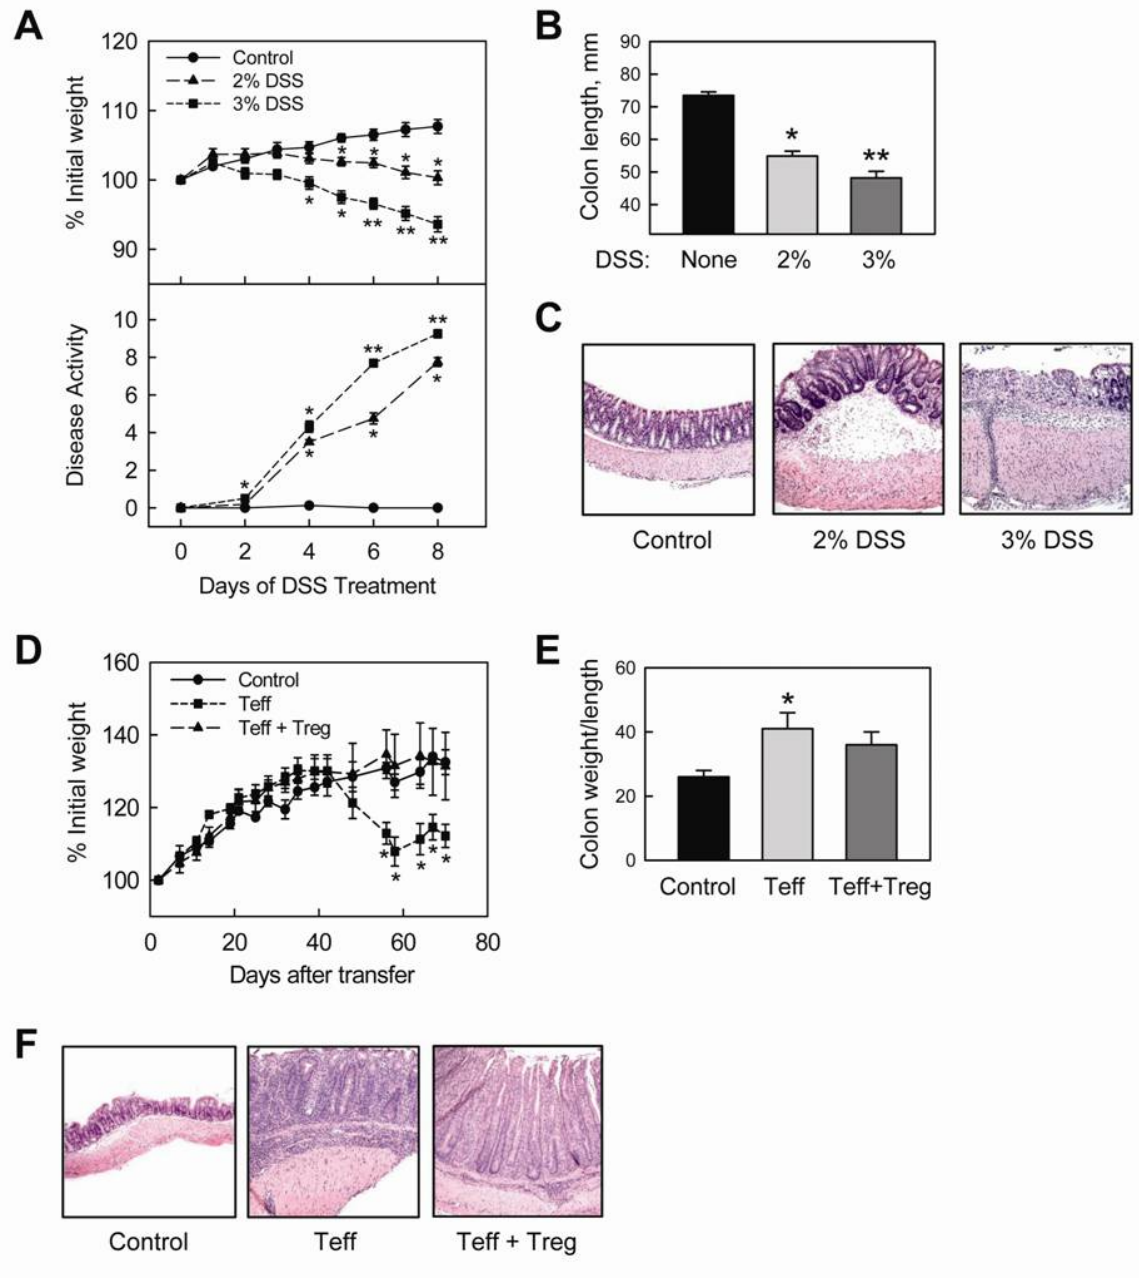 A
120
110
100
90
% Initial weight
Control
2% DSS
3% DSS
* * * *
* * ** ** **
10
8
6
4
2
0
Disease Activity
* * ** **
* * *
0 2 4 6 8
Days of DSS Treatment
B
90
80
70
60
50
40
Colon length, mm
*
**
DSS: None 2% 3%
C
Control 2% DSS 3% DSS
D
160
140
120
100
% Initial weight
Control
Teff
Teff + Treg
* * * * *
0 20 40 60 80
Days after transfer
E
60
40
20
0
Colon weight/length
*
Control Teff Teff+Treg
F
Control Teff Teff + Treg